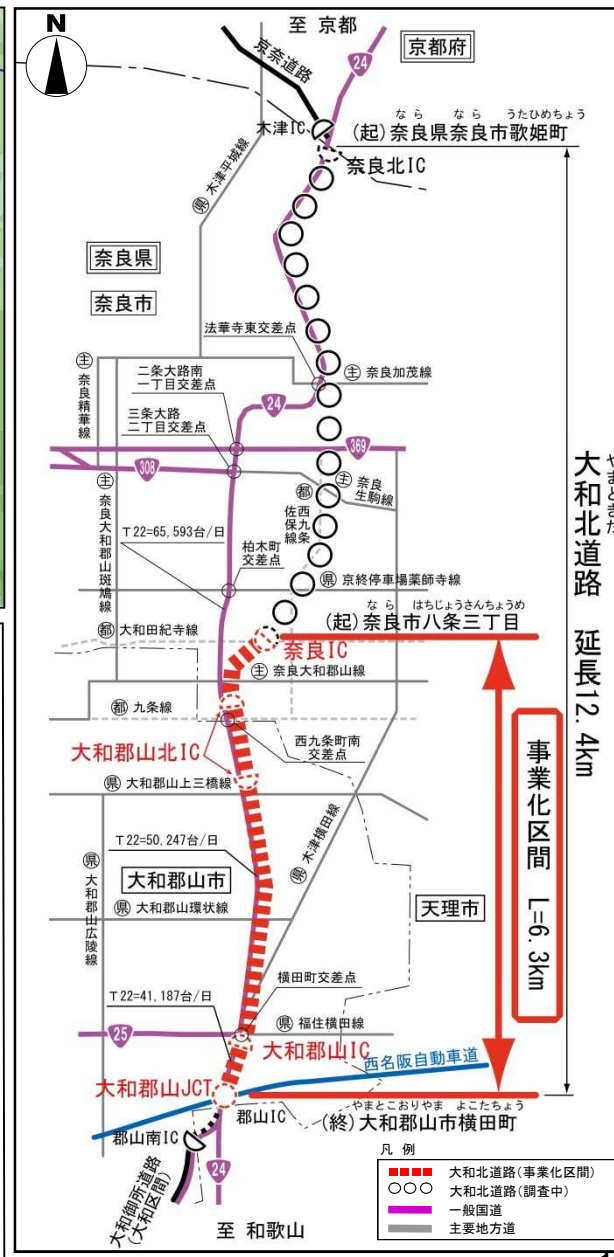 N
至 京都
24
京都府
京奈道路
木津IC
なら なら うたひめちょう
(起)奈良県奈良市歌姫町
奈良北IC
県 木津平城線
奈良県
奈良市
法華寺東交差点
主 奈良加茂線
主 奈良精華線
二条大路南
一丁目交差点
24
三条大路
二丁目交差点
369
308
主 奈良
生駒線
都
西九条
佐保線
主 奈良大和郡山斑鳩線
T22=65,593台/日
柏木町
交差点
県 京終停車場薬師寺線
なら はちじょうさんちょうめ
(起)奈良市八条三丁目
都 大和田紀寺線
奈良IC
主 奈良大和郡山線
都 九条線
西九条町南
交差点
大和郡山北IC
県 大和郡山上三橋線
県 木津横田線
T22=50,247台/日
県 大和郡山広陵線
大和郡山市
天理市
県 大和郡山環状線
やまときた
大和北道路 延長12.4km
事業化区間 L=6.3km
横田町交差点
T22=41,187台/日
県 福住横田線
25
大和郡山IC
西名阪自動車道
大和郡山JCT
郡山IC
やまとこおりやま よこたちょう
(終)大和郡山市横田町
郡山南IC
大和御所道路
(大和区間)
24
至 和歌山
凡 例
大和北道路(事業化区間)
大和北道路(調査中)
一般国道
主要地方道